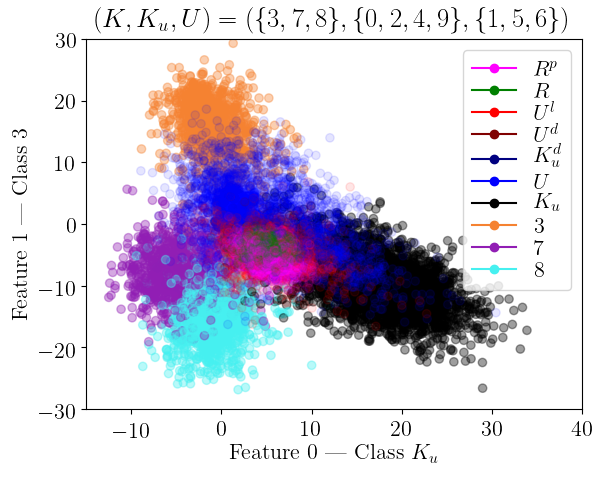 (K, K_u, U) = ({3, 7, 8}, {0, 2, 4, 9}, {1, 5, 6})
30
20
10
0
−10
−20
−30
Feature 1 — Class 3
R^p
R
U^l
U^d
K_u^d
U
K_u
3
7
8
−10 0 10 20 30 40
Feature 0 — Class K_u